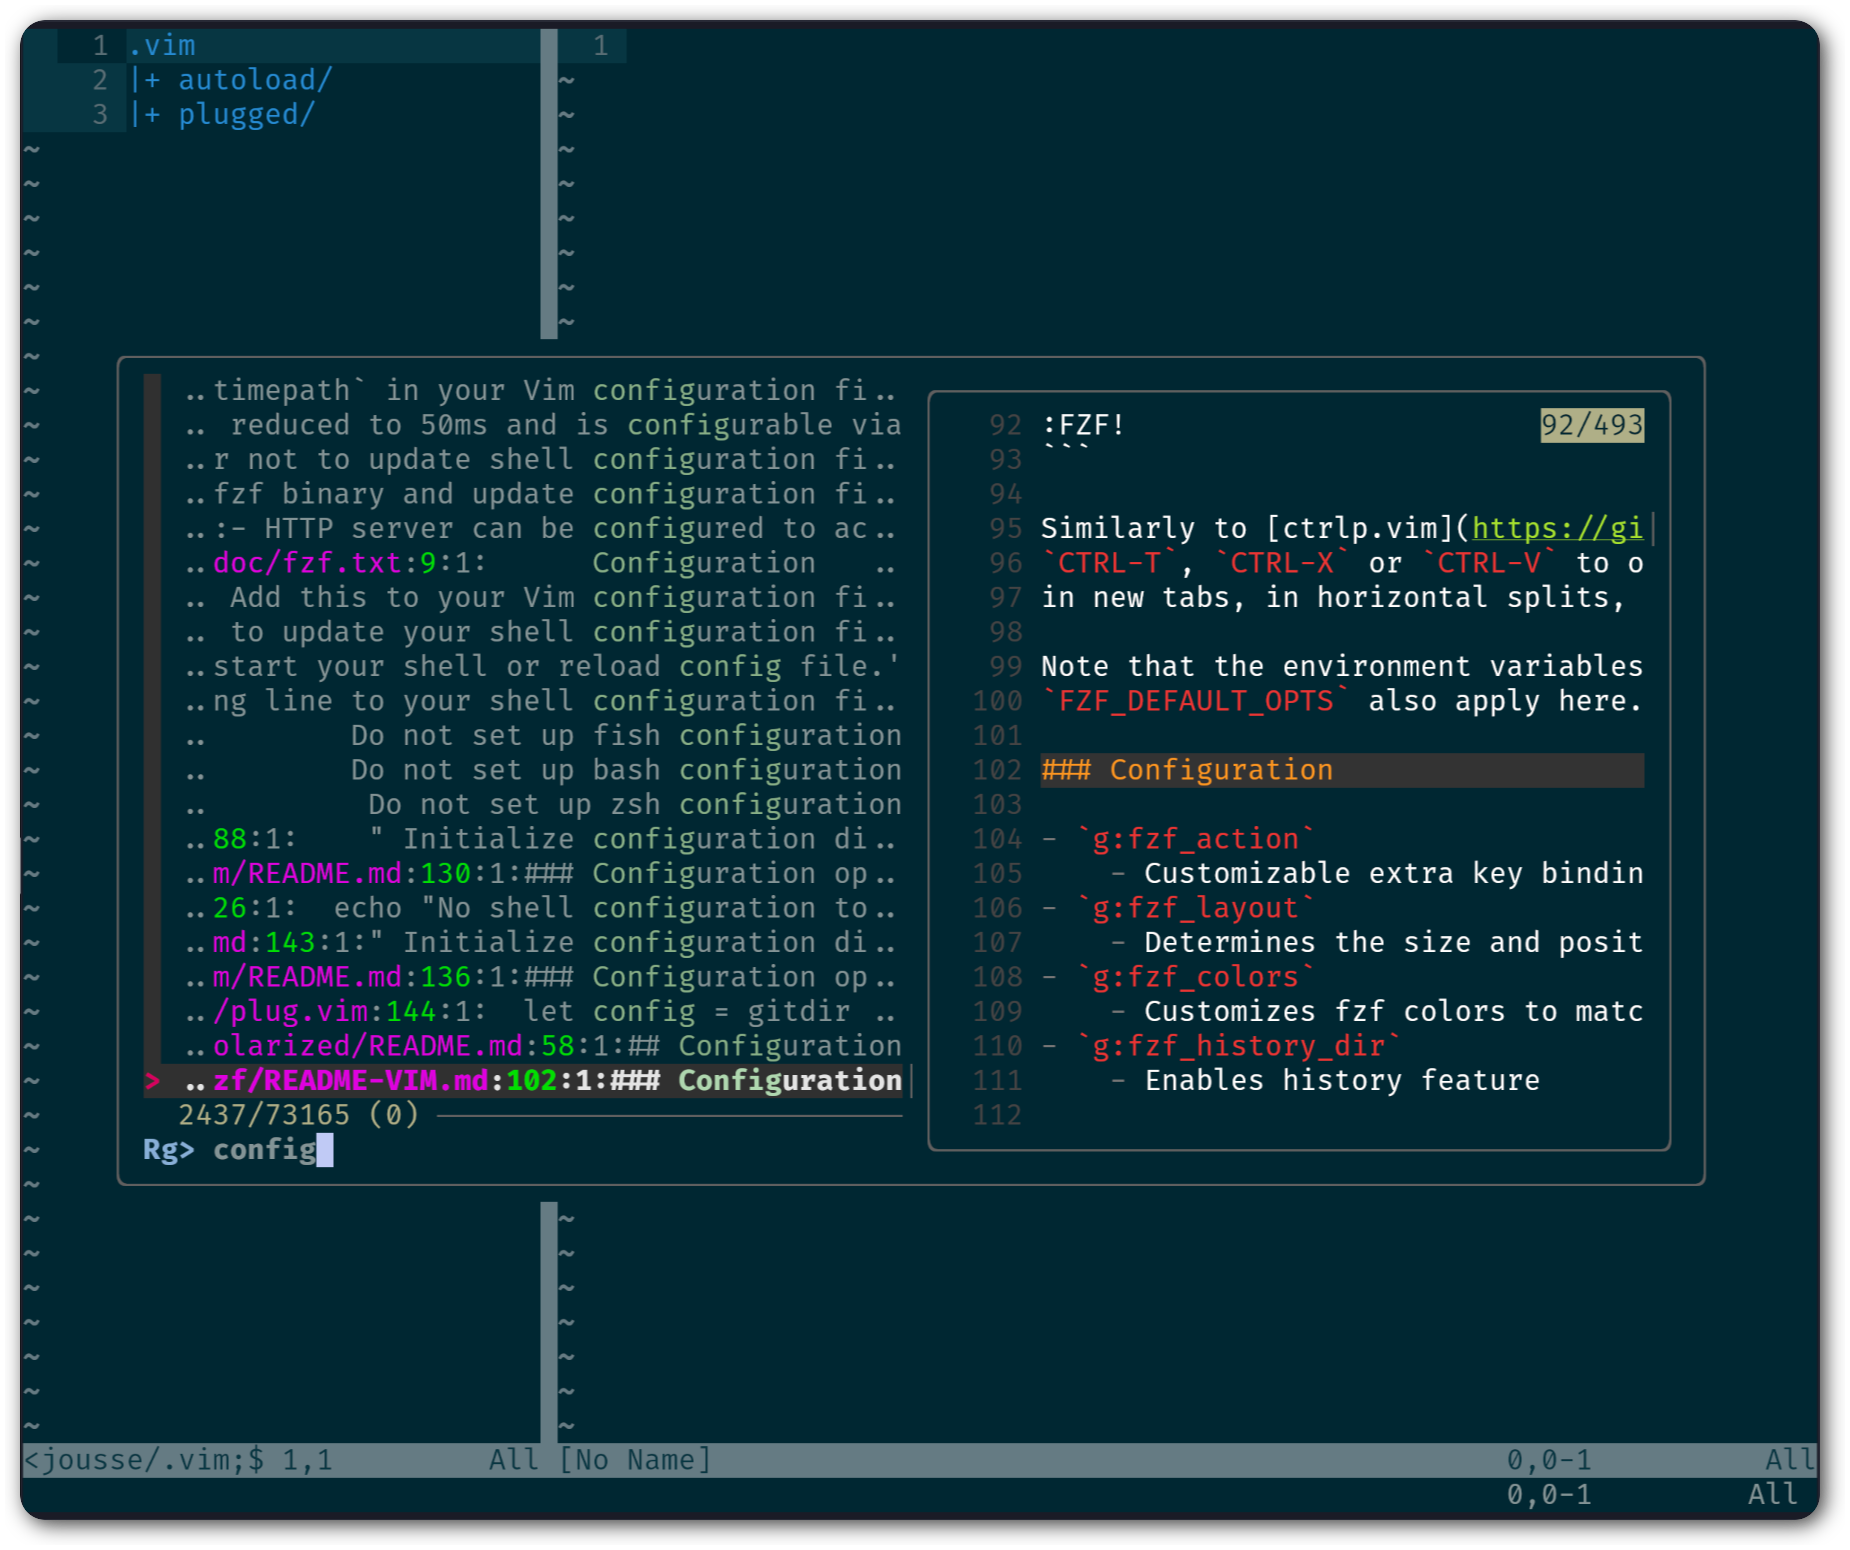 1 .vim
2 |+ autoload/
3 |+ plugged/
1
..timepath` in your Vim configuration fi..
.. reduced to 50ms and is configurable via
..r not to update shell configuration fi..
..fzf binary and update configuration fi..
..:- HTTP server can be configured to ac..
..doc/fzf.txt:9:1: Configuration ..
.. Add this to your Vim configuration fi..
.. to update your shell configuration fi..
..start your shell or reload config file.'
..ng line to your shell configuration fi..
.. Do not set up fish configuration
.. Do not set up bash configuration
.. Do not set up zsh configuration
..88:1: " Initialize configuration di..
..m/README.md:130:1:### Configuration op..
..26:1: echo "No shell configuration to..
..md:143:1:" Initialize configuration di..
..m/README.md:136:1:### Configuration op..
../plug.vim:144:1: let config = gitdir ..
..olarized/README.md:58:1:## Configuration
> ..zf/README-VIM.md:102:1:### Configuration
2437/73165 (0)
Rg> config
92 :FZF! 92/493
93 ```
94
95 Similarly to [ctrlp.vim](https://gi
96 `CTRL-T`, `CTRL-X` or `CTRL-V` to o
97 in new tabs, in horizontal splits,
98
99 Note that the environment variables
100 `FZF_DEFAULT_OPTS` also apply here.
101
102 ### Configuration
103
104 - `g:fzf_action`
105 - Customizable extra key bindin
106 - `g:fzf_layout`
107 - Determines the size and posit
108 - `g:fzf_colors`
109 - Customizes fzf colors to matc
110 - `g:fzf_history_dir`
111 - Enables history feature
112
<jousse/.vim;$ 1,1 All [No Name] 0,0-1 All
0,0-1 All